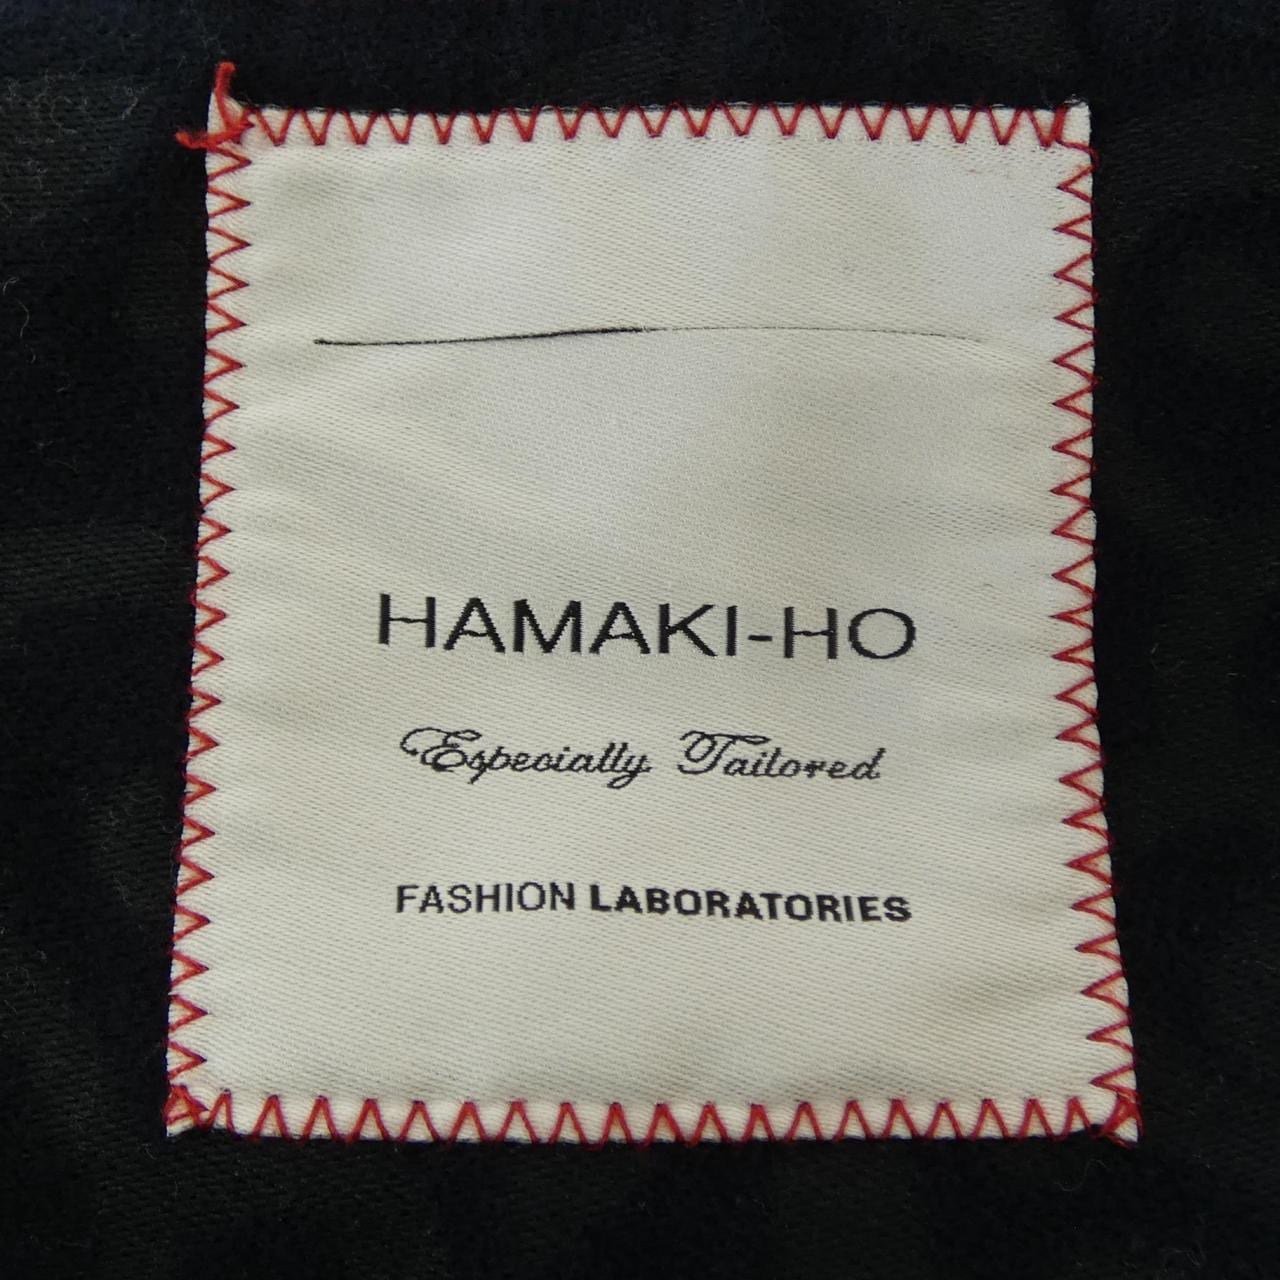 HAMAKI-HO
Especially Tailored
FASHION LABORATORIES